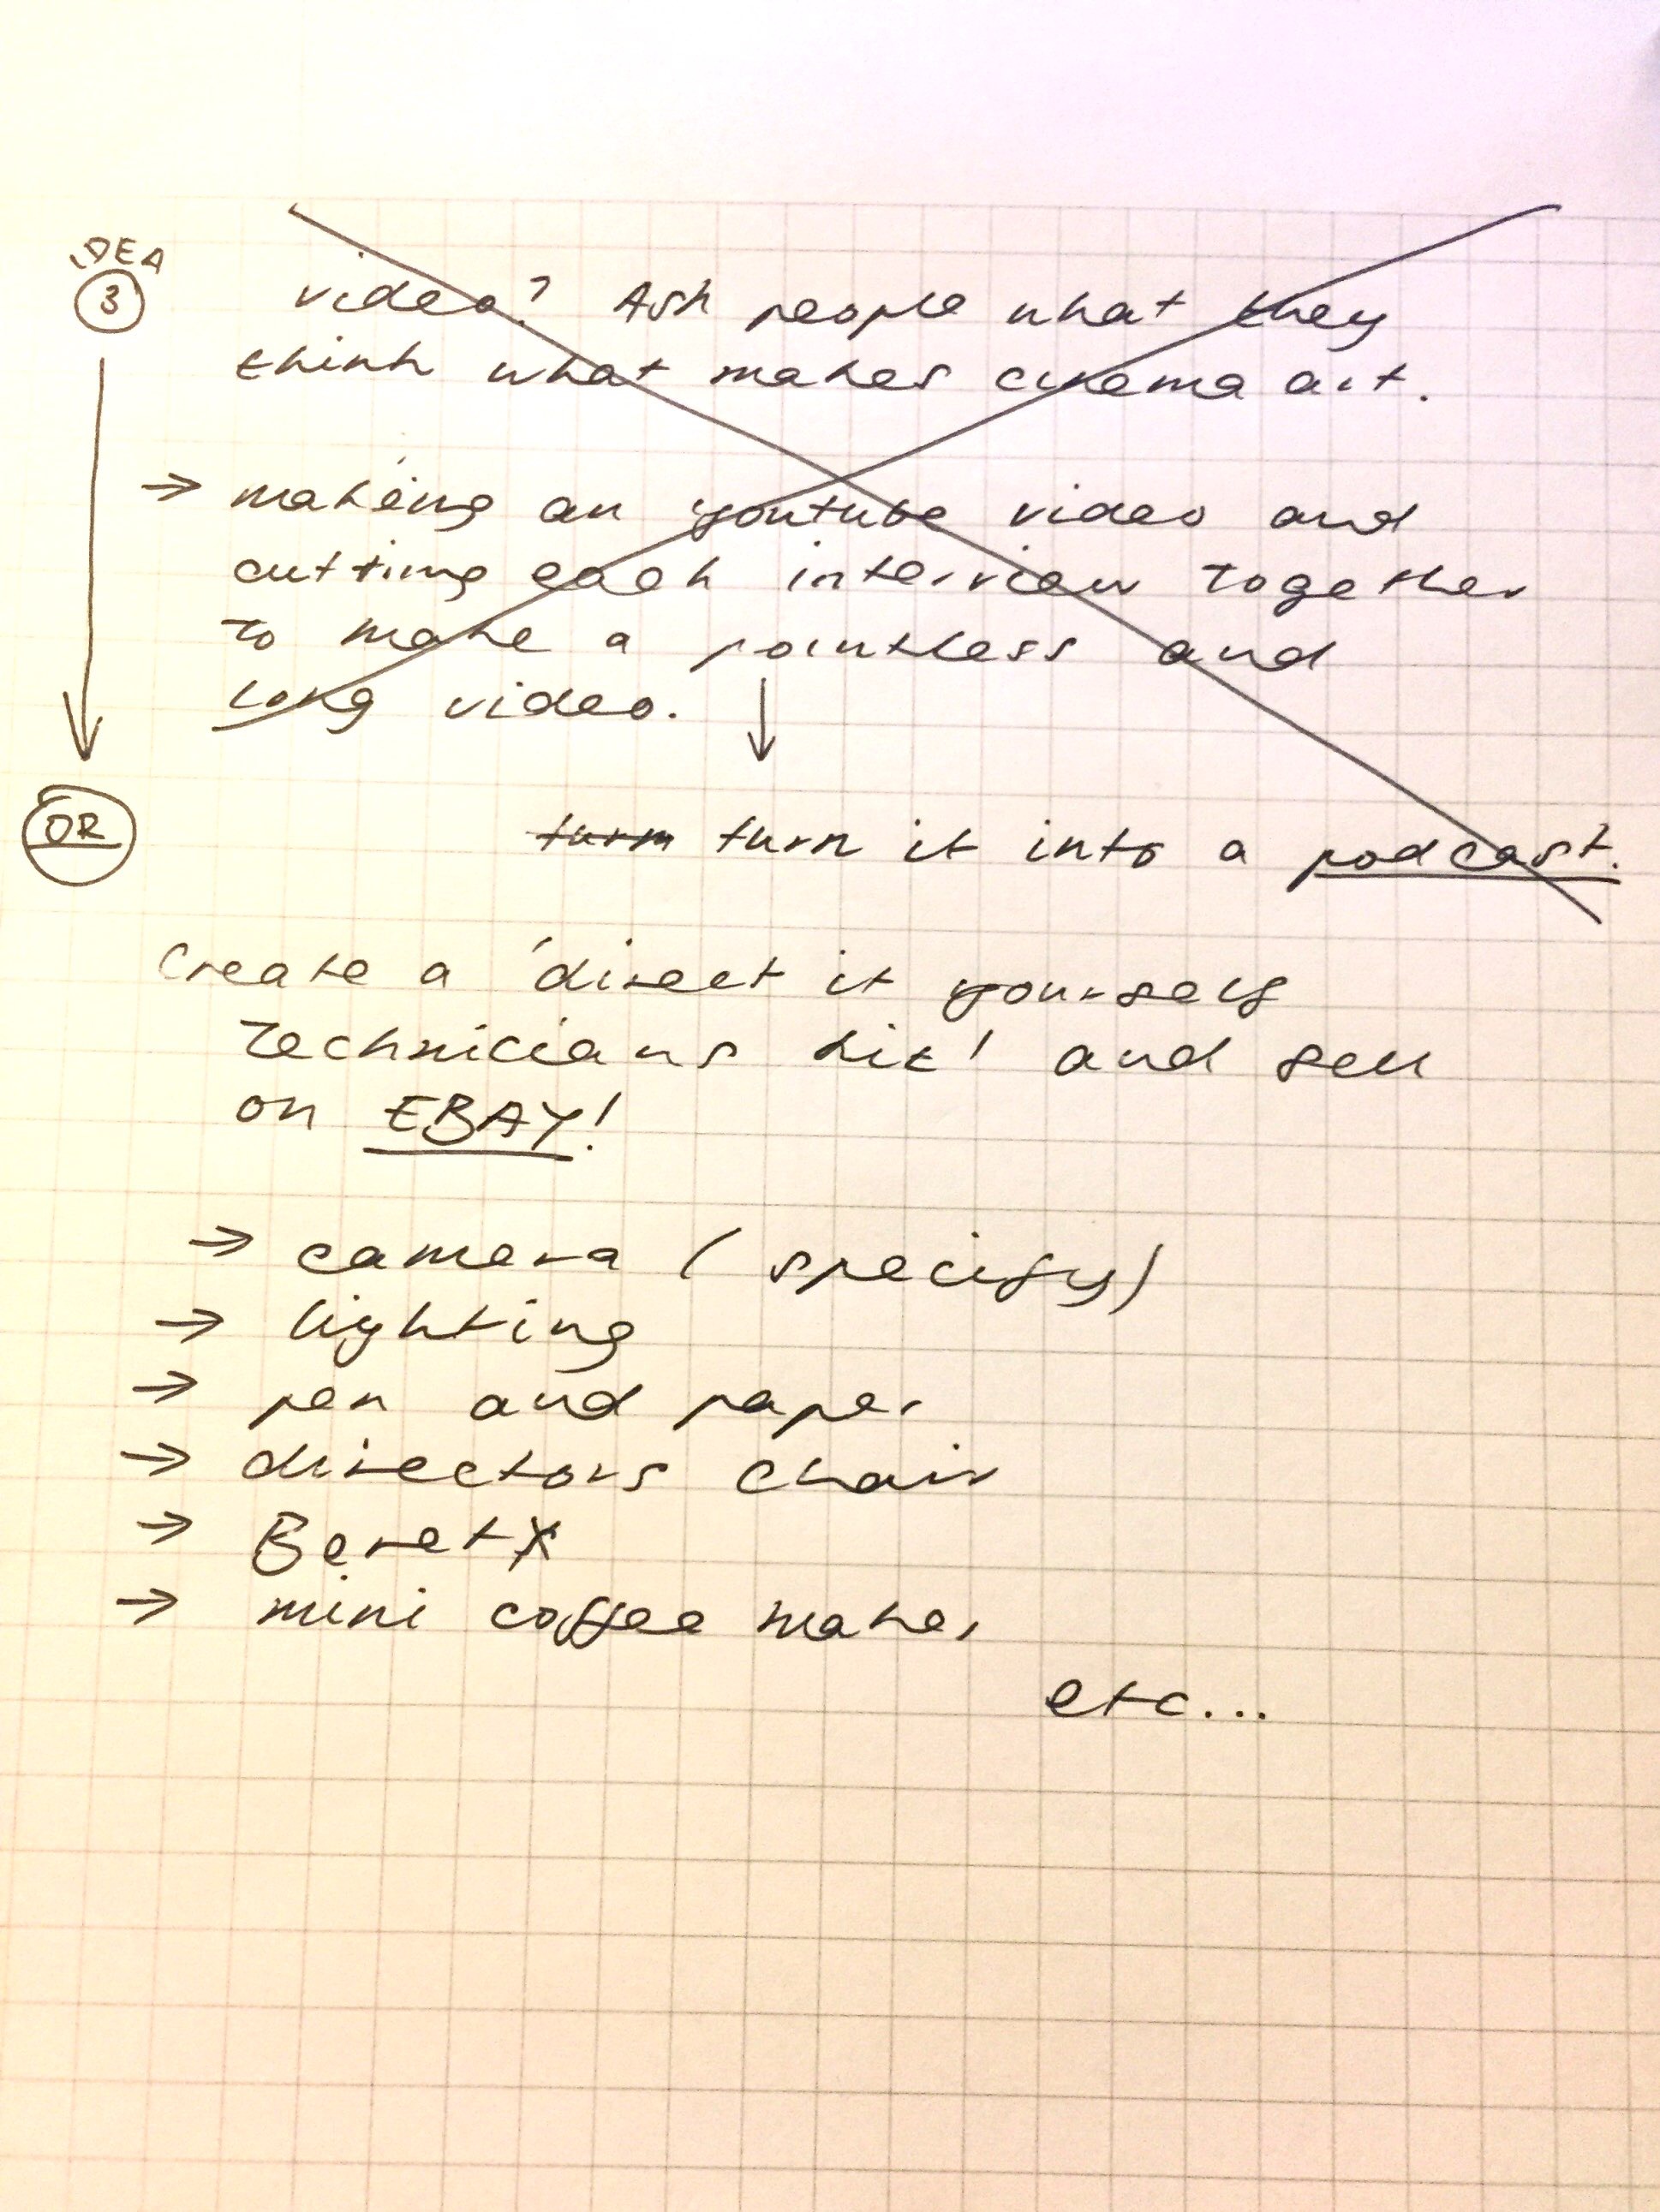 IDEA
3
video? Ask people what they
think what makes cinema art.
→ making an youtube video and
cutting each interview together
to make a pointless and
long video.
↓
OR
turn turn it into a podcast.
Create a 'direct it yourself
technicians kit' and sell
on EBAY!
→ camera (specify)
→ lighting
→ pen and paper
→ directors chair
→ Beret
→ mini coffee maker
etc...